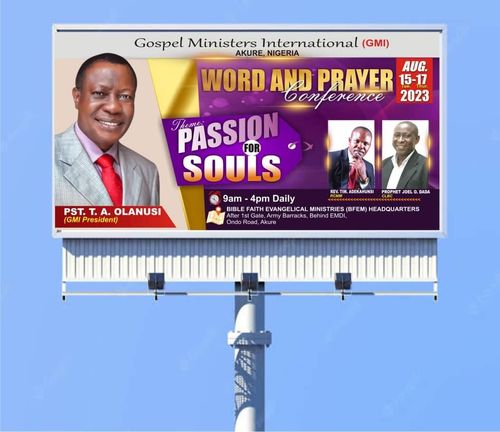 Gospel Ministers International (GMI)
AKURE, NIGERIA
WORD AND PRAYER
Conference
AUG.
15-17
2023
Theme:
PASSION
FOR
SOULS
REV. TIM. ADEKAHUNSI
PROPHET JOEL O. DADA
9am - 4pm Daily
BIBLE FAITH EVANGELICAL MINISTRIES (BFEM) HEADQUARTERS
After 1st Gate, Army Barracks, Behind EMDI,
Ondo Road, Akure
PST. T. A. OLANUSI
(GMI President)